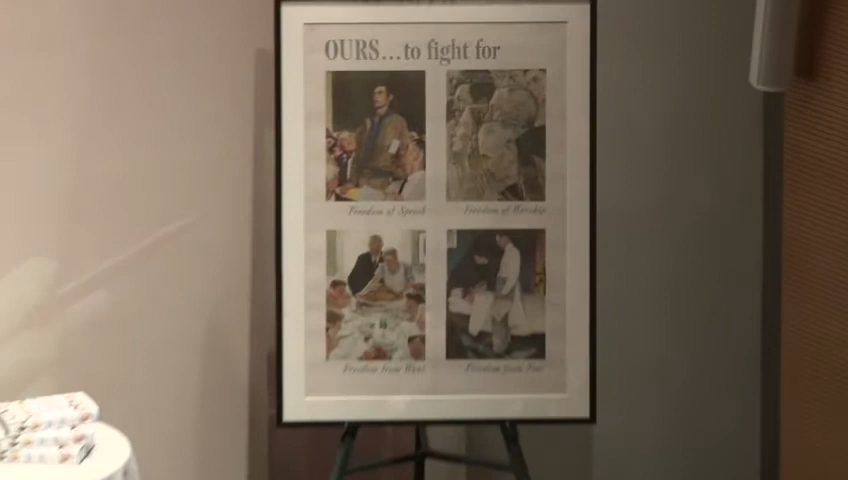 OURS...to fight for
Freedom of Speech
Freedom of Worship
Freedom from Want
Freedom from Fear